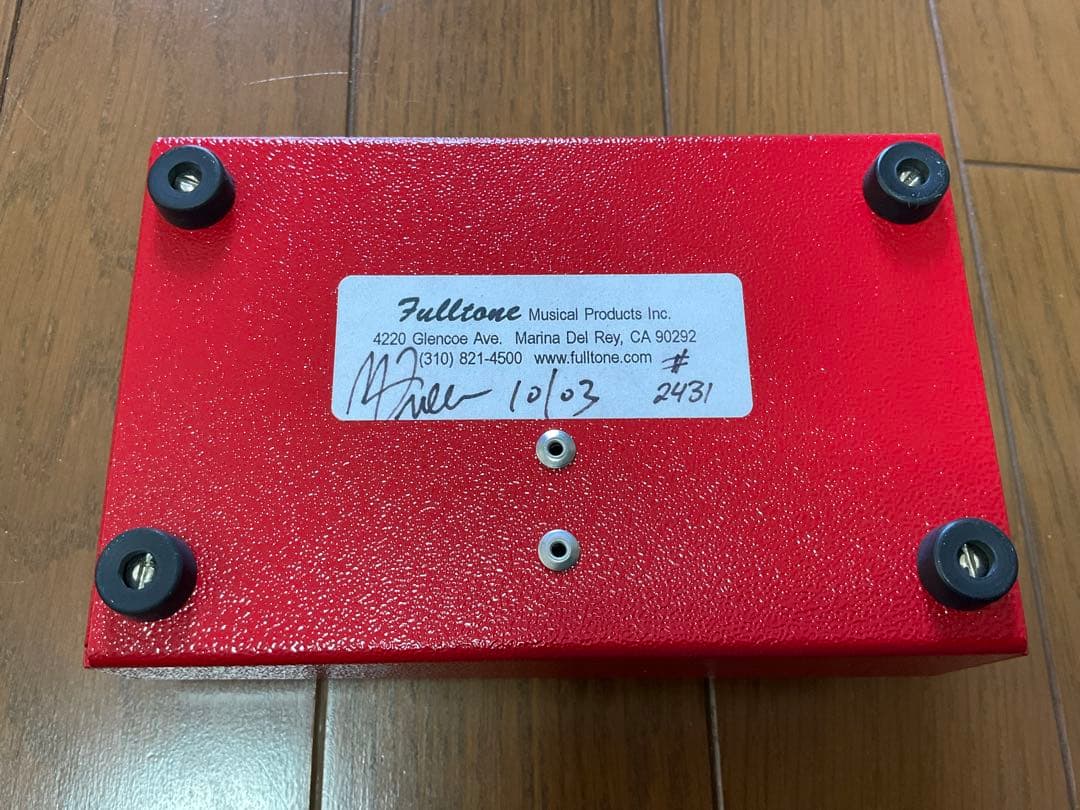 Fulltone Musical Products Inc.
4220 Glencoe Ave. Marina Del Rey, CA 90292
(310) 821-4500 www.fulltone.com #
M Fuller 10/03 2431